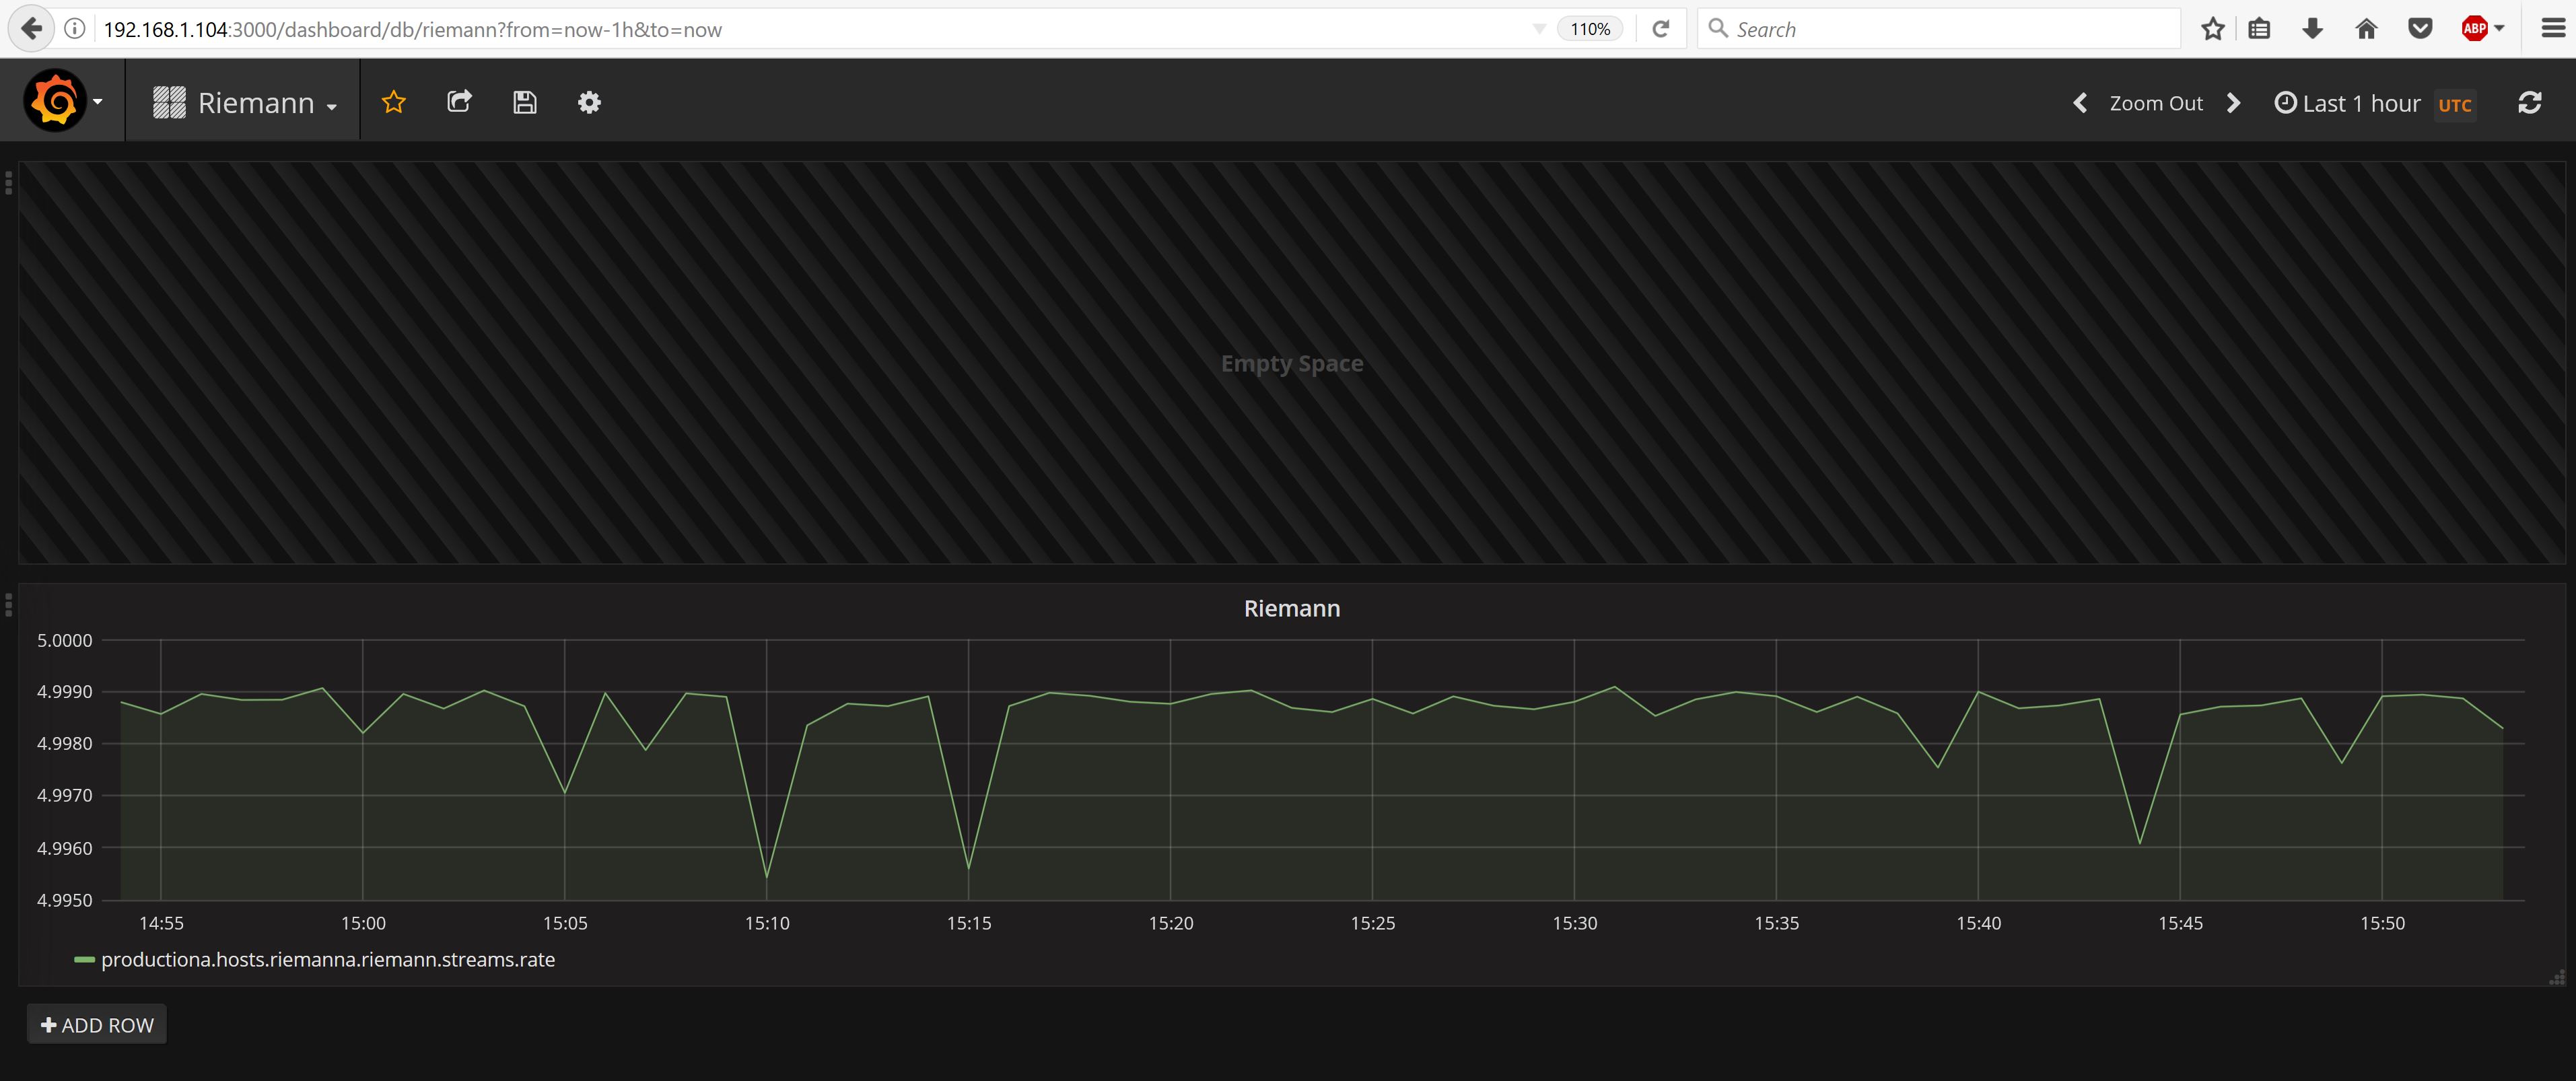 192.168.1.104:3000/dashboard/db/riemann?from=now-1h&to=now 110% Search ABP
Riemann Zoom Out Last 1 hour UTC
Empty Space
Riemann
5.0000
4.9990
4.9980
4.9970
4.9960
4.9950
14:55 15:00 15:05 15:10 15:15 15:20 15:25 15:30 15:35 15:40 15:45 15:50
productiona.hosts.riemanna.riemann.streams.rate
ADD ROW